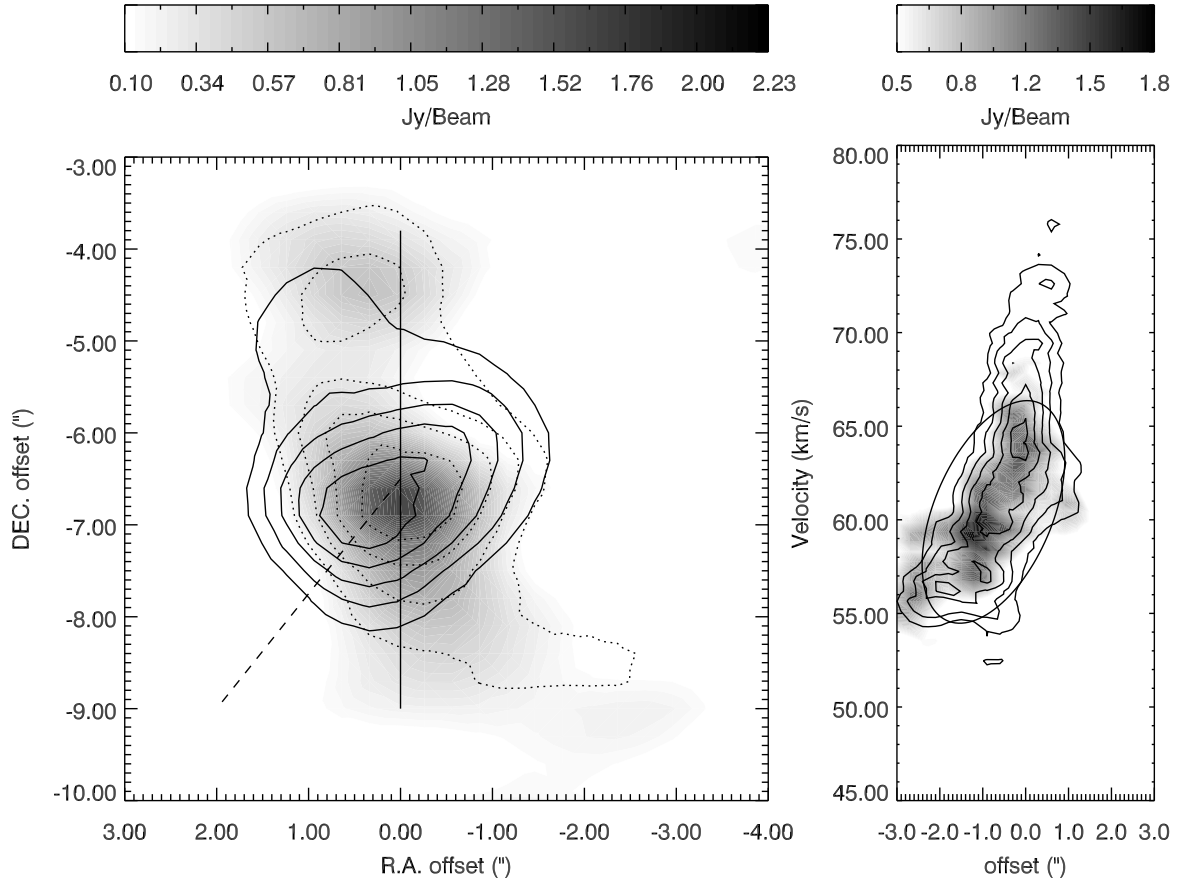 0.10 0.34 0.57 0.81 1.05 1.28 1.52 1.76 2.00 2.23
Jy/Beam
0.5 0.8 1.2 1.5 1.8
Jy/Beam
-3.00
-4.00
-5.00
-6.00
-7.00
-8.00
-9.00
-10.00
DEC. offset (")
3.00 2.00 1.00 0.00 -1.00 -2.00 -3.00 -4.00
R.A. offset (")
80.00
75.00
70.00
65.00
60.00
55.00
50.00
45.00
Velocity (km/s)
-3.0 -2.0 -1.0 0.0 1.0 2.0 3.0
offset (")